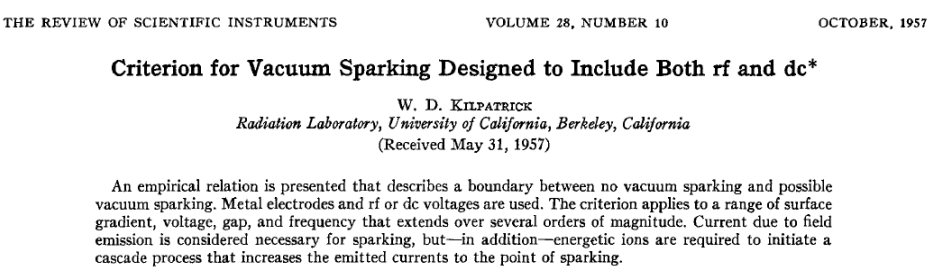 THE REVIEW OF SCIENTIFIC INSTRUMENTS VOLUME 28, NUMBER 10 OCTOBER, 1957
Criterion for Vacuum Sparking Designed to Include Both rf and dc*
W. D. KILPATRICK
Radiation Laboratory, University of California, Berkeley, California
(Received May 31, 1957)
An empirical relation is presented that describes a boundary between no vacuum sparking and possible
vacuum sparking. Metal electrodes and rf or dc voltages are used. The criterion applies to a range of surface
gradient, voltage, gap, and frequency that extends over several orders of magnitude. Current due to field
emission is considered necessary for sparking, but—in addition—energetic ions are required to initiate a
cascade process that increases the emitted currents to the point of sparking.